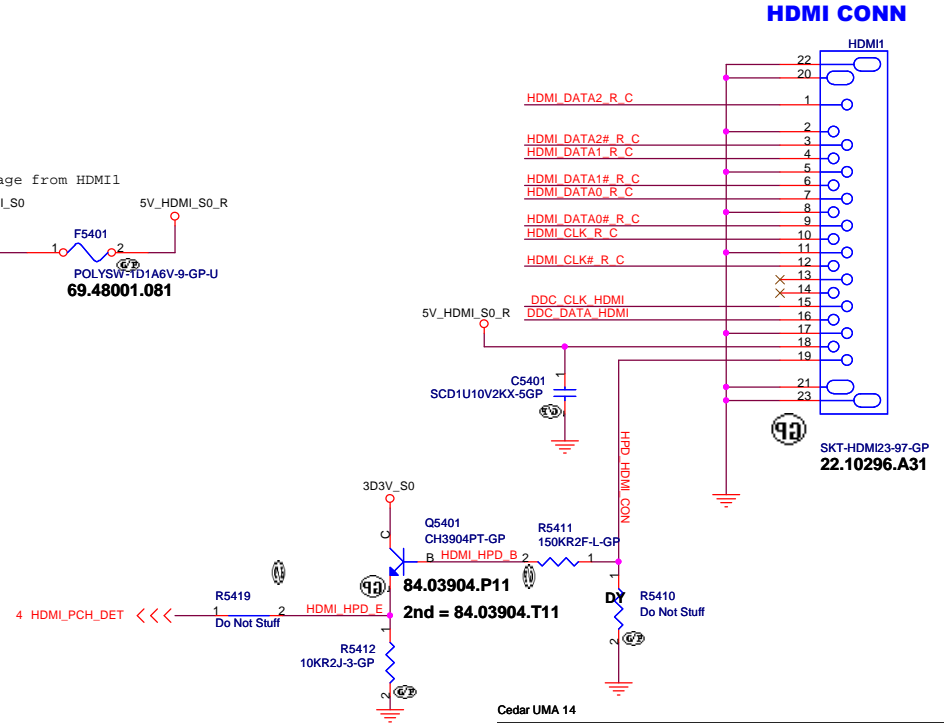 HDMI CONN
HDMI1
22
20
HDMI_DATA2_R_C 1
2
HDMI_DATA2#_R_C 3
HDMI_DATA1_R_C 4
5
HDMI_DATA1#_R_C 6
HDMI_DATA0_R_C 7
8
HDMI_DATA0#_R_C 9
HDMI_CLK_R_C 10
11
HDMI_CLK#_R_C 12
13
14
DDC_CLK_HDMI 15
DDC_DATA_HDMI 16
17
18
19
21
23
SKT-HDMI23-97-GP
22.10296.A31
age from HDMI1
I_S0 5V_HDMI_S0_R
F5401
1 2
POLYSW-1D1A6V-9-GP-U
69.48001.081
5V_HDMI_S0_R
C5401
1
SCD1U10V2KX-5GP
HPD_HDMI_CON
3D3V_S0
C
Q5401
CH3904PT-GP
B HDMI_HPD_B 2 1
R5411
150KR2F-L-GP
84.03904.P11
2nd = 84.03904.T11
1
DY
R5410
Do Not Stuff
2
4 HDMI_PCH_DET
R5419
1 2
Do Not Stuff
HDMI_HPD_E
1
R5412
10KR2J-3-GP
2
Cedar UMA 14